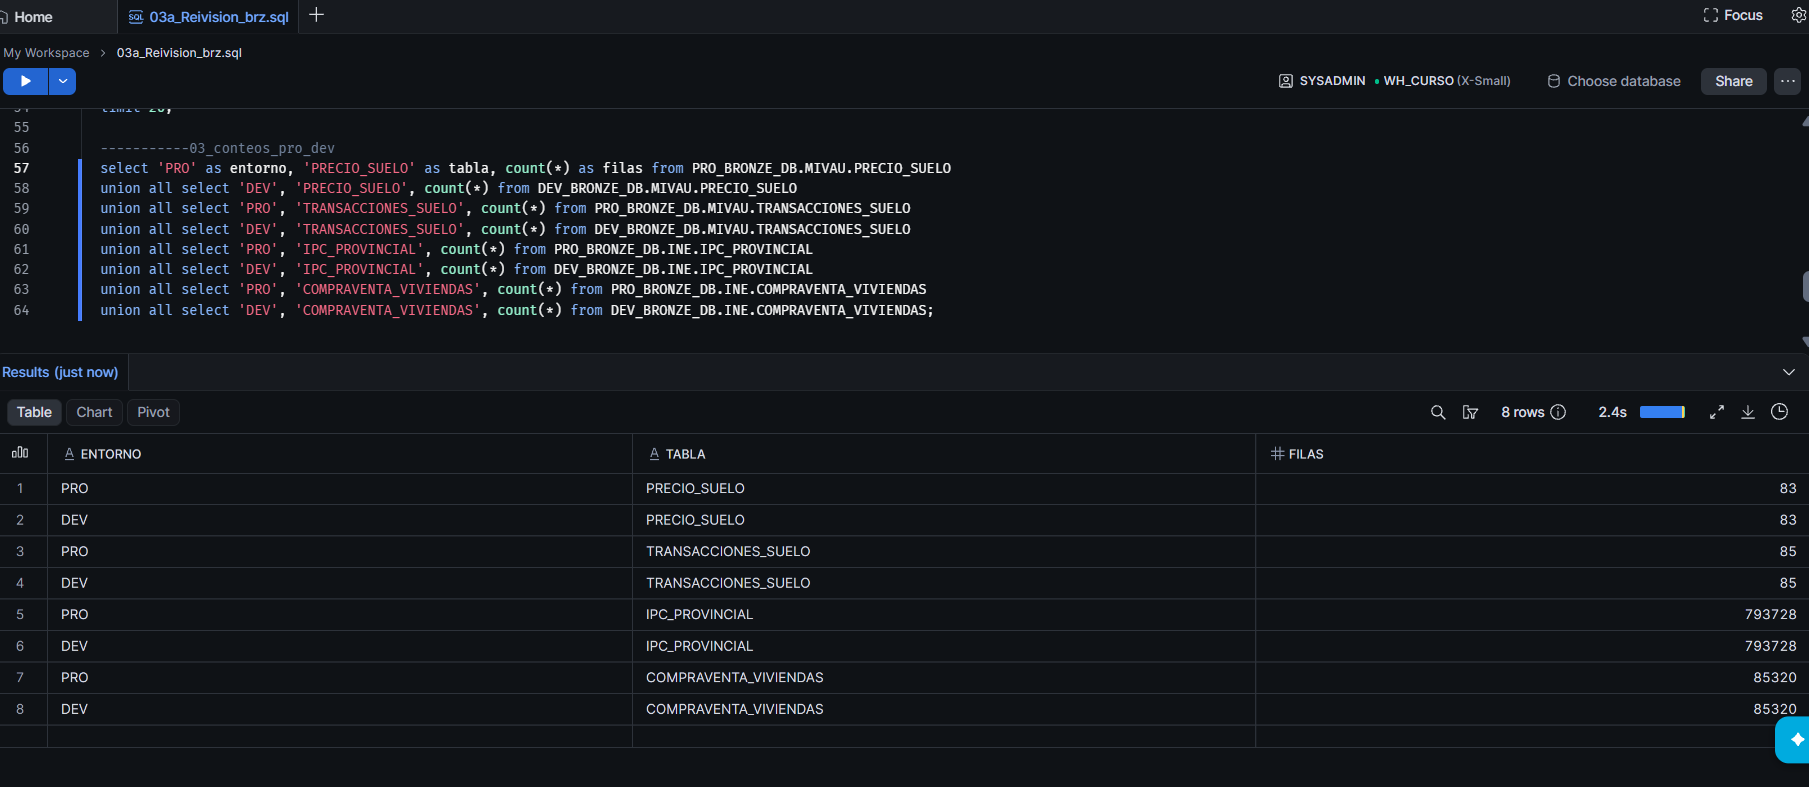 Home
SQL 03a_Reivision_brz.sql
Focus
My Workspace > 03a_Reivision_brz.sql
SYSADMIN WH_CURSO (X-Small) Choose database Share
55
56 -----------03_conteos_pro_dev
57 select 'PRO' as entorno, 'PRECIO_SUELO' as tabla, count(*) as filas from PRO_BRONZE_DB.MIVAU.PRECIO_SUELO
58 union all select 'DEV', 'PRECIO_SUELO', count(*) from DEV_BRONZE_DB.MIVAU.PRECIO_SUELO
59 union all select 'PRO', 'TRANSACCIONES_SUELO', count(*) from PRO_BRONZE_DB.MIVAU.TRANSACCIONES_SUELO
60 union all select 'DEV', 'TRANSACCIONES_SUELO', count(*) from DEV_BRONZE_DB.MIVAU.TRANSACCIONES_SUELO
61 union all select 'PRO', 'IPC_PROVINCIAL', count(*) from PRO_BRONZE_DB.INE.IPC_PROVINCIAL
62 union all select 'DEV', 'IPC_PROVINCIAL', count(*) from DEV_BRONZE_DB.INE.IPC_PROVINCIAL
63 union all select 'PRO', 'COMPRAVENTA_VIVIENDAS', count(*) from PRO_BRONZE_DB.INE.COMPRAVENTA_VIVIENDAS
64 union all select 'DEV', 'COMPRAVENTA_VIVIENDAS', count(*) from DEV_BRONZE_DB.INE.COMPRAVENTA_VIVIENDAS;
Results (just now)
Table Chart Pivot 8 rows 2.4s
A ENTORNO A TABLA # FILAS
1 PRO PRECIO_SUELO 83
2 DEV PRECIO_SUELO 83
3 PRO TRANSACCIONES_SUELO 85
4 DEV TRANSACCIONES_SUELO 85
5 PRO IPC_PROVINCIAL 793728
6 DEV IPC_PROVINCIAL 793728
7 PRO COMPRAVENTA_VIVIENDAS 85320
8 DEV COMPRAVENTA_VIVIENDAS 85320